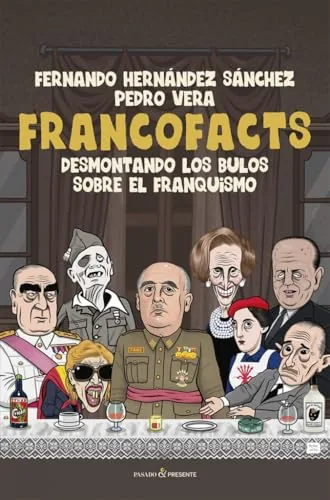 FERNANDO HERNÁNDEZ SÁNCHEZ
PEDRO VERA
FRANCOFACTS
DESMONTANDO LOS BULOS
SOBRE EL FRANQUISMO
PASADO & PRESENTE